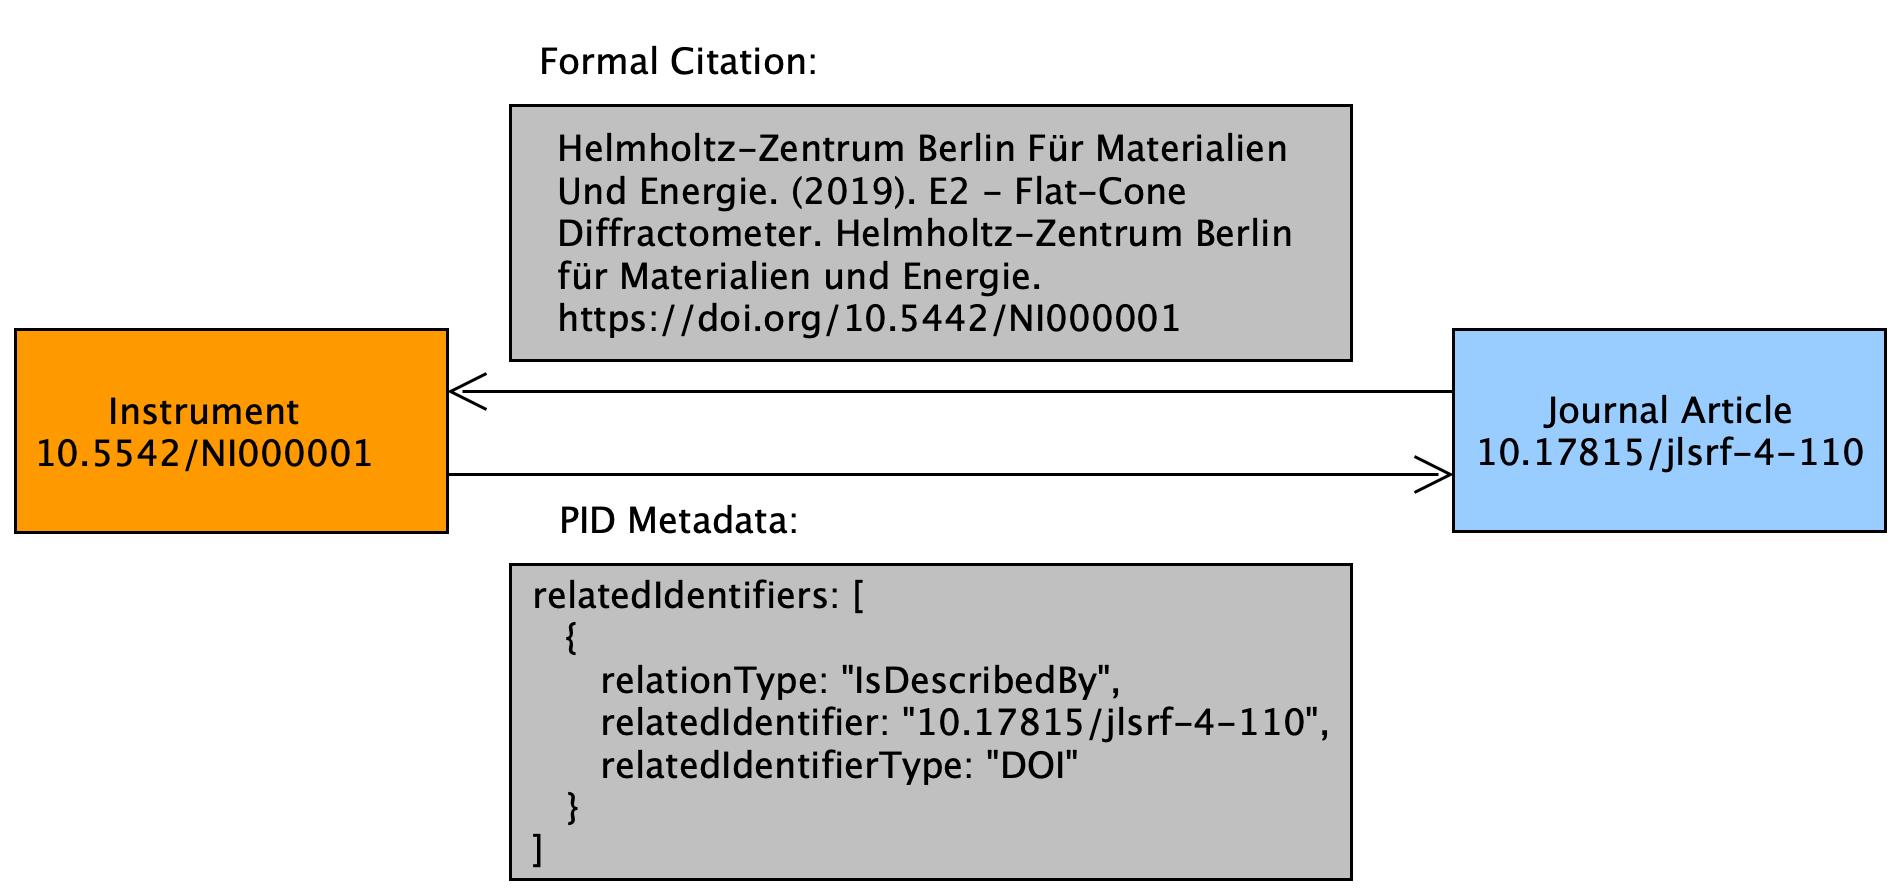 Formal Citation:
Helmholtz-Zentrum Berlin Für Materialien
Und Energie. (2019). E2 - Flat-Cone
Diffractometer. Helmholtz-Zentrum Berlin
für Materialien und Energie.
https://doi.org/10.5442/NI000001
Instrument
10.5542/NI000001
Journal Article
10.17815/jlsrf-4-110
PID Metadata:
relatedIdentifiers: [
{
relationType: "IsDescribedBy",
relatedIdentifier: "10.17815/jlsrf-4-110",
relatedIdentifierType: "DOI"
}
]